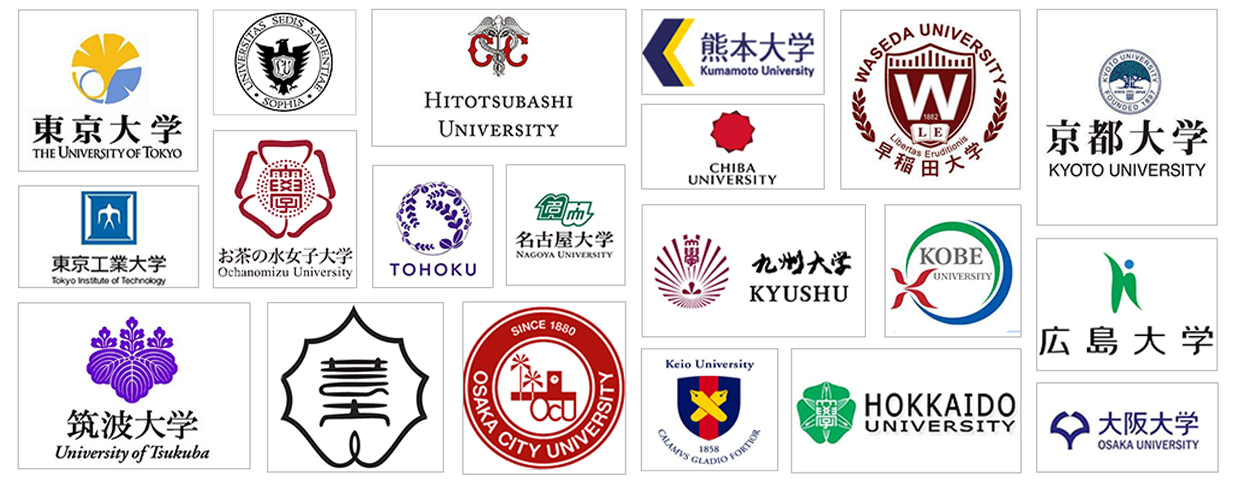 東京大学
THE UNIVERSITY OF TOKYO
UNIVERSITAS SEDIS SAPIENTIAE
SOPHIA
HITOTSUBASHI
UNIVERSITY
熊本大学
Kumamoto University
CHIBA
UNIVERSITY
WASEDA UNIVERSITY
W
1882
LE
Libertas Eruditionis
早稲田大学
KYOTO UNIVERSITY
FOUNDED 1897
京都大学
KYOTO UNIVERSITY
東京工業大学
Tokyo Institute of Technology
お茶の水女子大学
Ochanomizu University
TOHOKU
名古屋大学
NAGOYA UNIVERSITY
九州大学
KYUSHU
KOBE
UNIVERSITY
広島大学
筑波大学
University of Tsukuba
SINCE 1880
OCU
OSAKA CITY UNIVERSITY
Keio University
1858
CALAMVS GLADIO FORTIOR
HOKKAIDO
UNIVERSITY
大阪大学
OSAKA UNIVERSITY